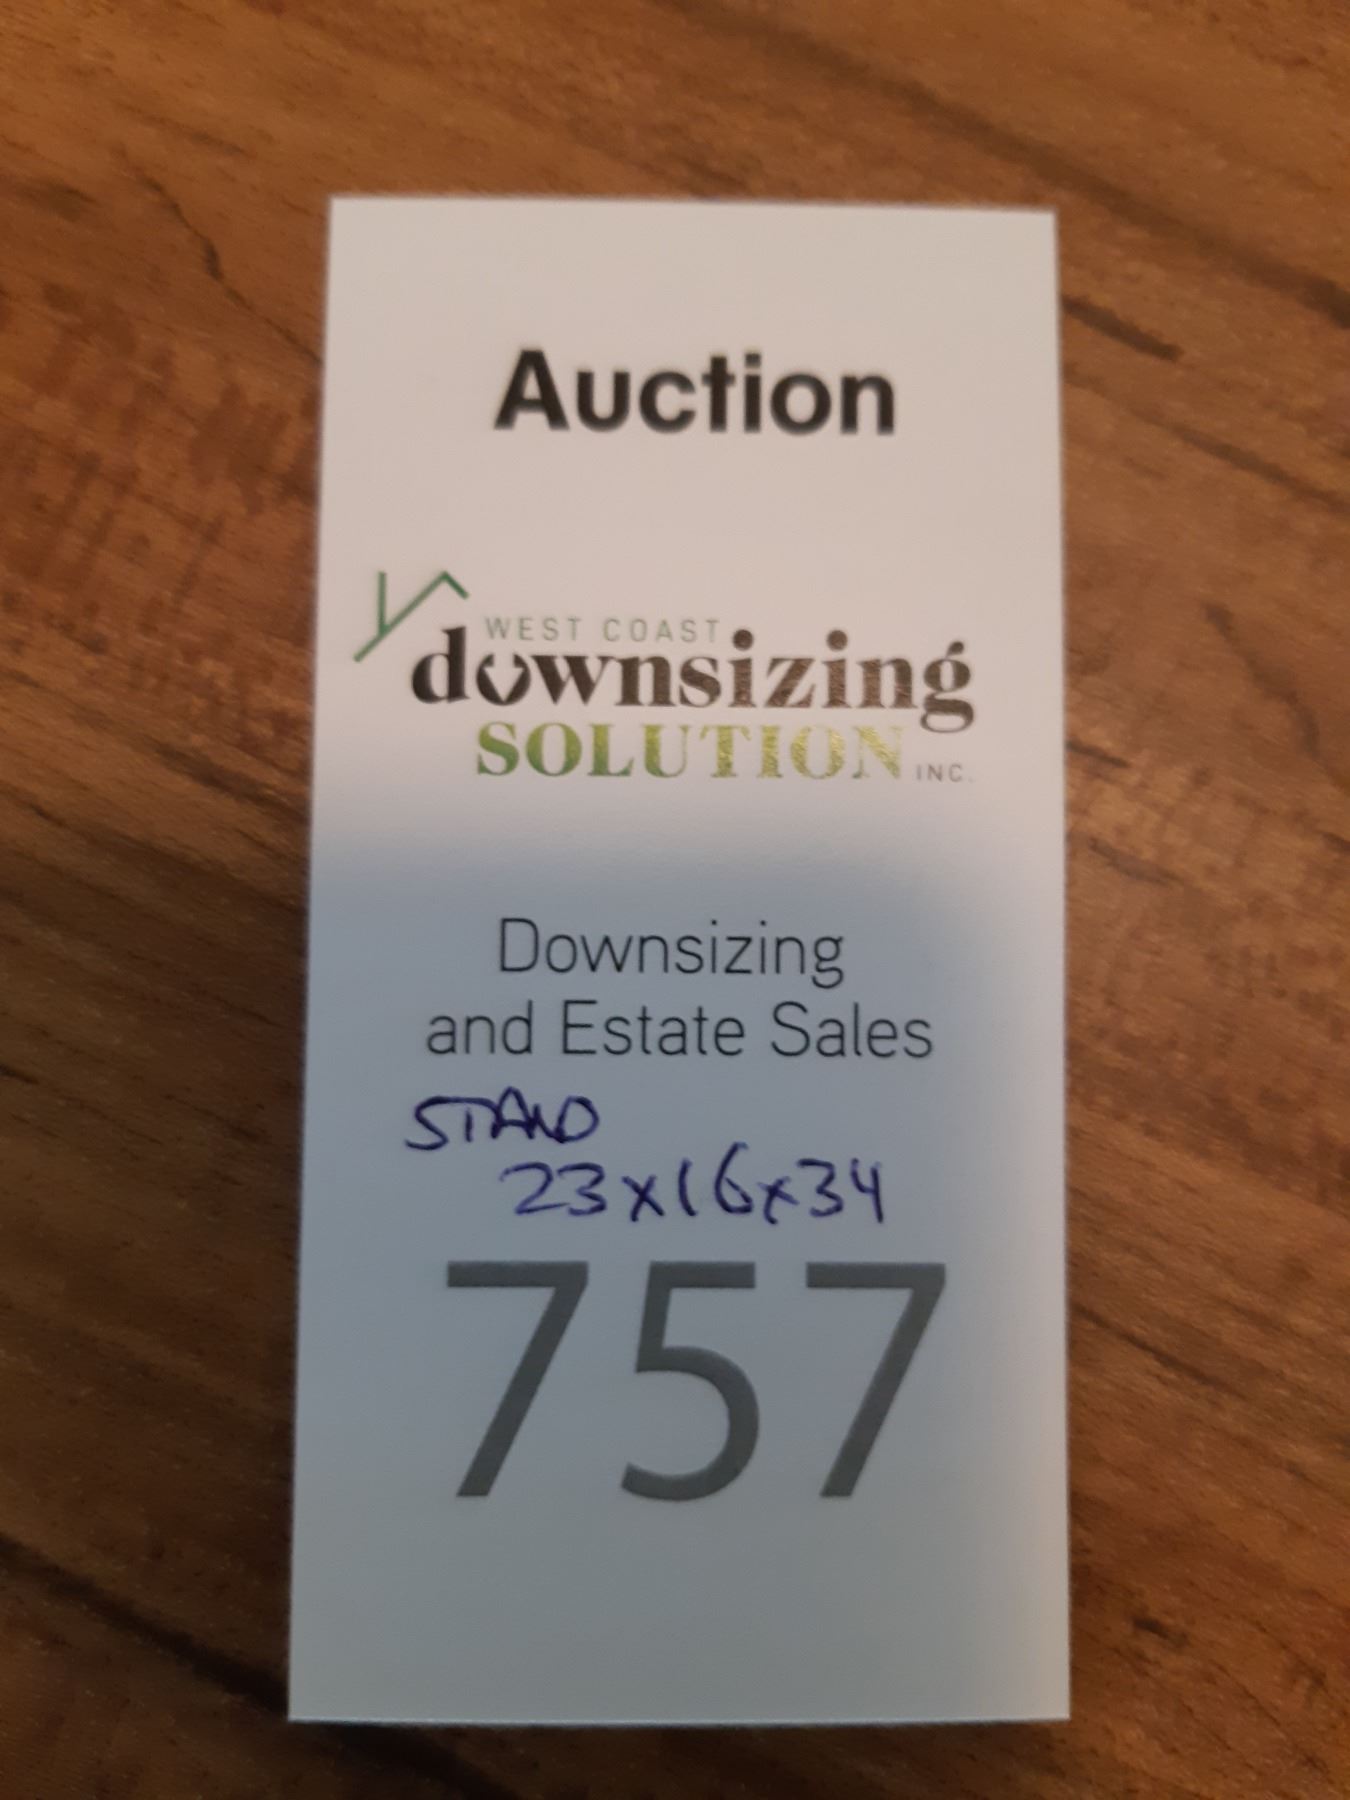 Auction
WEST COAST
downsizing
SOLUTION INC.
Downsizing
and Estate Sales
STAND
23x16x34
757